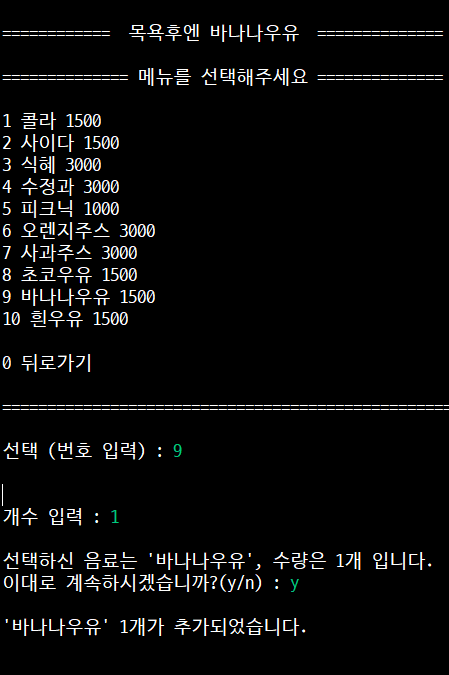 ============  목욕후엔 바나나우유  ==============
============== 메뉴를 선택해주세요 ==============
1 콜라 1500
2 사이다 1500
3 식혜 3000
4 수정과 3000
5 피크닉 1000
6 오렌지주스 3000
7 사과주스 3000
8 초코우유 1500
9 바나나우유 1500
10 흰우유 1500
0 뒤로가기
==================================================
선택 (번호 입력) : 9
개수 입력 : 1
선택하신 음료는 '바나나우유', 수량은 1개 입니다.
이대로 계속하시겠습니까?(y/n) : y
'바나나우유' 1개가 추가되었습니다.